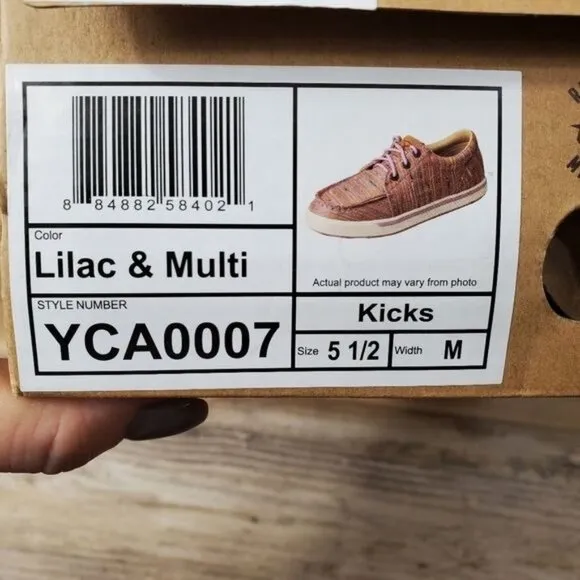 8 84882 58402 1
Color
Lilac & Multi
STYLE NUMBER
YCA0007
Actual product may vary from photo
Kicks
Size 5 1/2 Width M